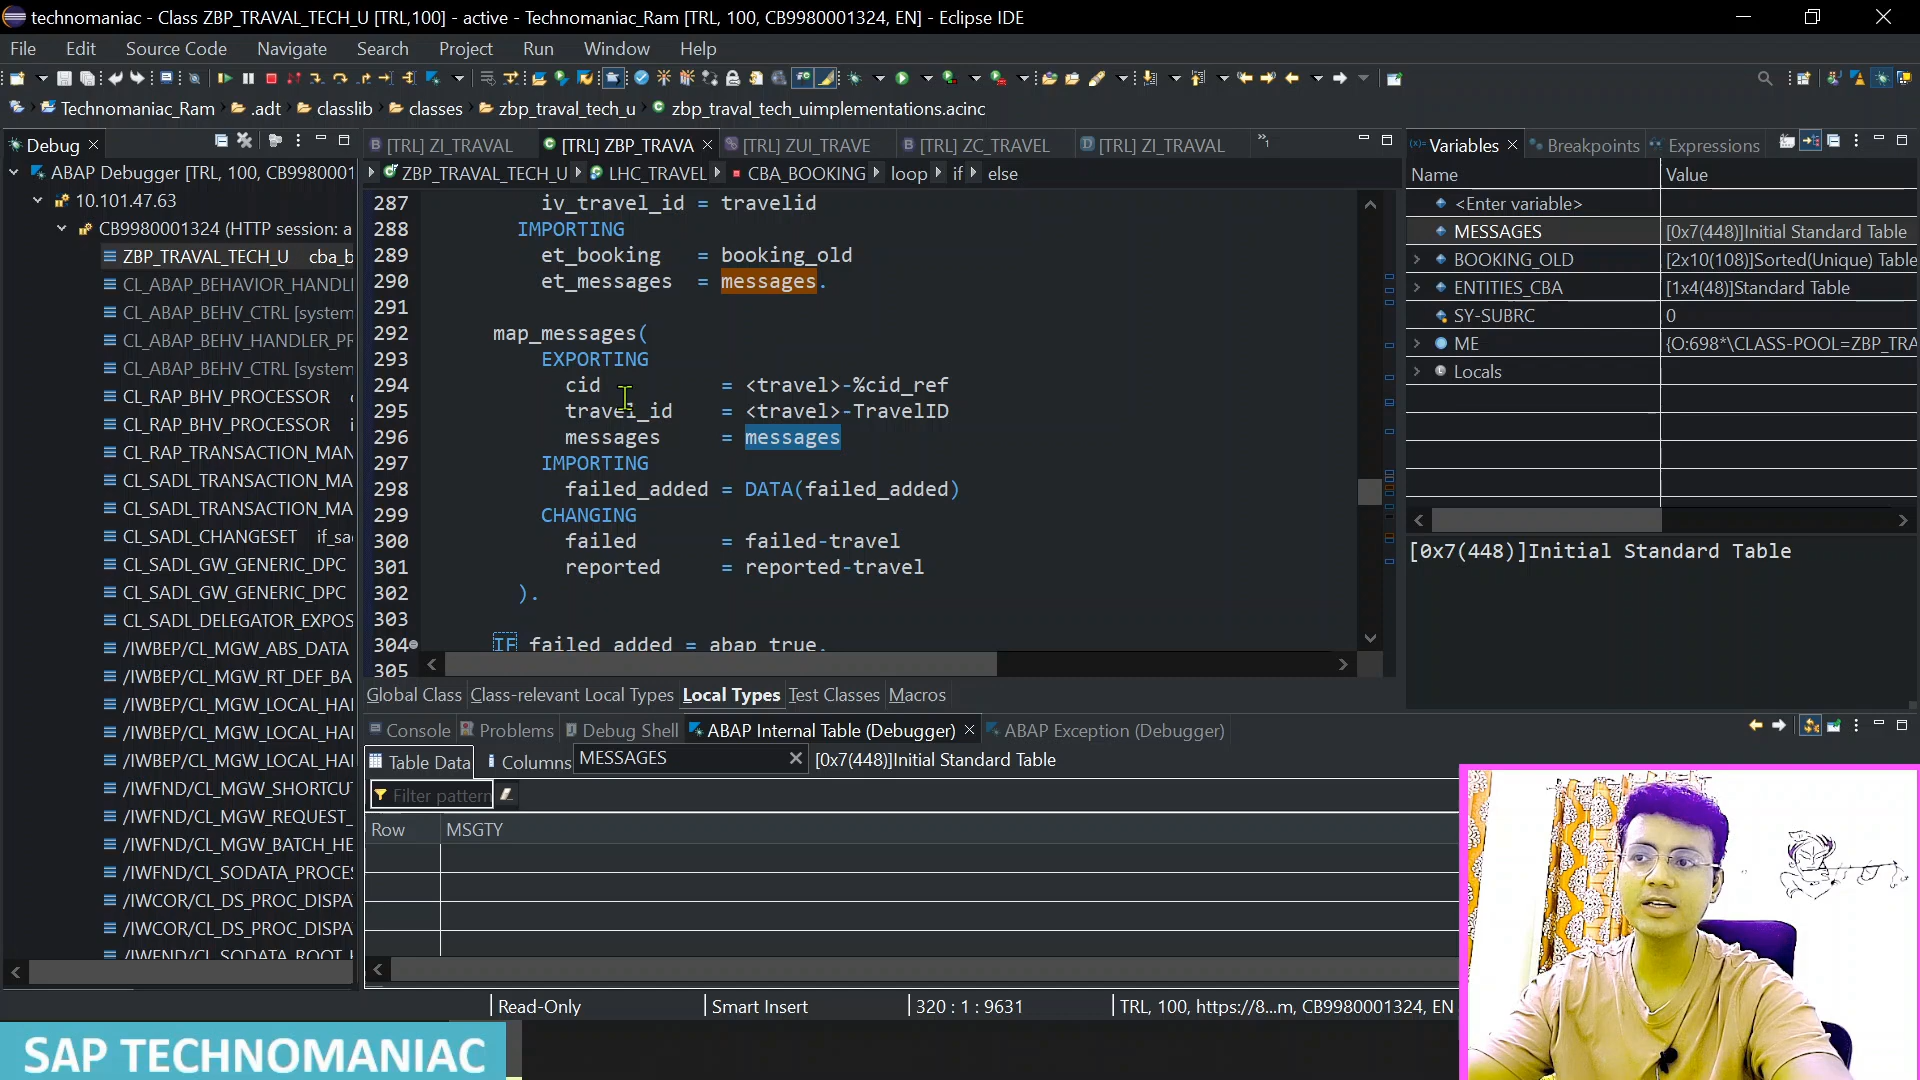 technomaniac - Class ZBP_TRAVAL_TECH_U [TRL,100] - active - Technomaniac_Ram [TRL, 100, CB9980001324, EN] - Eclipse IDE
File Edit Source Code Navigate Search Project Run Window Help
Technomaniac_Ram .adt classlib classes zbp_traval_tech_u zbp_traval_tech_uimplementations.acinc
Debug
ABAP Debugger [TRL, 100, CB9980001
10.101.47.63
CB9980001324 (HTTP session: a
ZBP_TRAVAL_TECH_U cba_b
CL_ABAP_BEHAVIOR_HANDLI
CL_ABAP_BEHV_CTRL [system
CL_ABAP_BEHV_HANDLER_PR
CL_ABAP_BEHV_CTRL [system
CL_RAP_BHV_PROCESSOR
CL_RAP_BHV_PROCESSOR i
CL_RAP_TRANSACTION_MAN
CL_SADL_TRANSACTION_MA
CL_SADL_TRANSACTION_MA
CL_SADL_CHANGESET if_sa
CL_SADL_GW_GENERIC_DPC
CL_SADL_GW_GENERIC_DPC
CL_SADL_DELEGATOR_EXPOS
/IWBEP/CL_MGW_ABS_DATA
/IWBEP/CL_MGW_RT_DEF_BA
/IWBEP/CL_MGW_LOCAL_HAI
/IWBEP/CL_MGW_LOCAL_HAI
/IWBEP/CL_MGW_LOCAL_HAI
/IWFND/CL_MGW_SHORTCU
/IWFND/CL_MGW_REQUEST_
/IWFND/CL_MGW_BATCH_HE
/IWFND/CL_SODATA_PROCE
/IWCOR/CL_DS_PROC_DISPA
/IWCOR/CL_DS_PROC_DISPA
/IWFND/CL_SODATA_ROOT_
[TRL] ZI_TRAVAL [TRL] ZBP_TRAVA [TRL] ZUI_TRAVE [TRL] ZC_TRAVEL [TRL] ZI_TRAVAL
ZBP_TRAVAL_TECH_U LHC_TRAVEL CBA_BOOKING loop if else
287 iv_travel_id = travelid
288 IMPORTING
289 et_booking = booking_old
290 et_messages = messages.
291
292 map_messages(
293 EXPORTING
294 cid = <travel>-%cid_ref
295 travel_id = <travel>-TravelID
296 messages = messages
297 IMPORTING
298 failed_added = DATA(failed_added)
299 CHANGING
300 failed = failed-travel
301 reported = reported-travel
302 ).
303
304 IF failed_added = abap_true.
305
Global Class Class-relevant Local Types Local Types Test Classes Macros
Variables Breakpoints Expressions
Name Value
<Enter variable>
MESSAGES [0x7(448)]Initial Standard Table
BOOKING_OLD [2x10(108)]Sorted(Unique) Table
ENTITIES_CBA [1x4(48)]Standard Table
SY-SUBRC 0
ME {O:698*\CLASS-POOL=ZBP_TRA
Locals
[0x7(448)]Initial Standard Table
Console Problems Debug Shell ABAP Internal Table (Debugger) ABAP Exception (Debugger)
Table Data Columns MESSAGES [0x7(448)]Initial Standard Table
Filter pattern
Row MSGTY
Read-Only Smart Insert 320 : 1 : 9631 TRL, 100, https://8...m, CB9980001324, EN
SAP TECHNOMANIAC